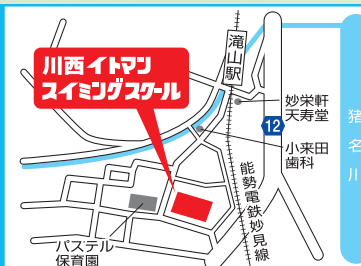 川西イトマン
スイミングスクール
滝山駅
妙栄軒
天寿堂
12
小来田
歯科
能勢電鉄妙見線
パステル
保育園
猪名川